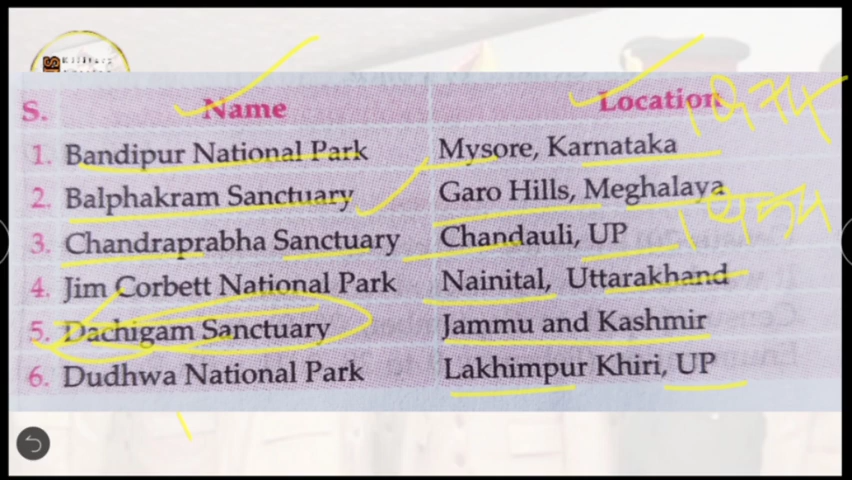 S. Name Location
1. Bandipur National Park Mysore, Karnataka
2. Balphakram Sanctuary Garo Hills, Meghalaya
3. Chandraprabha Sanctuary Chandauli, UP
4. Jim Corbett National Park Nainital, Uttarakhand
5. Dachigam Sanctuary Jammu and Kashmir
6. Dudhwa National Park Lakhimpur Khiri, UP